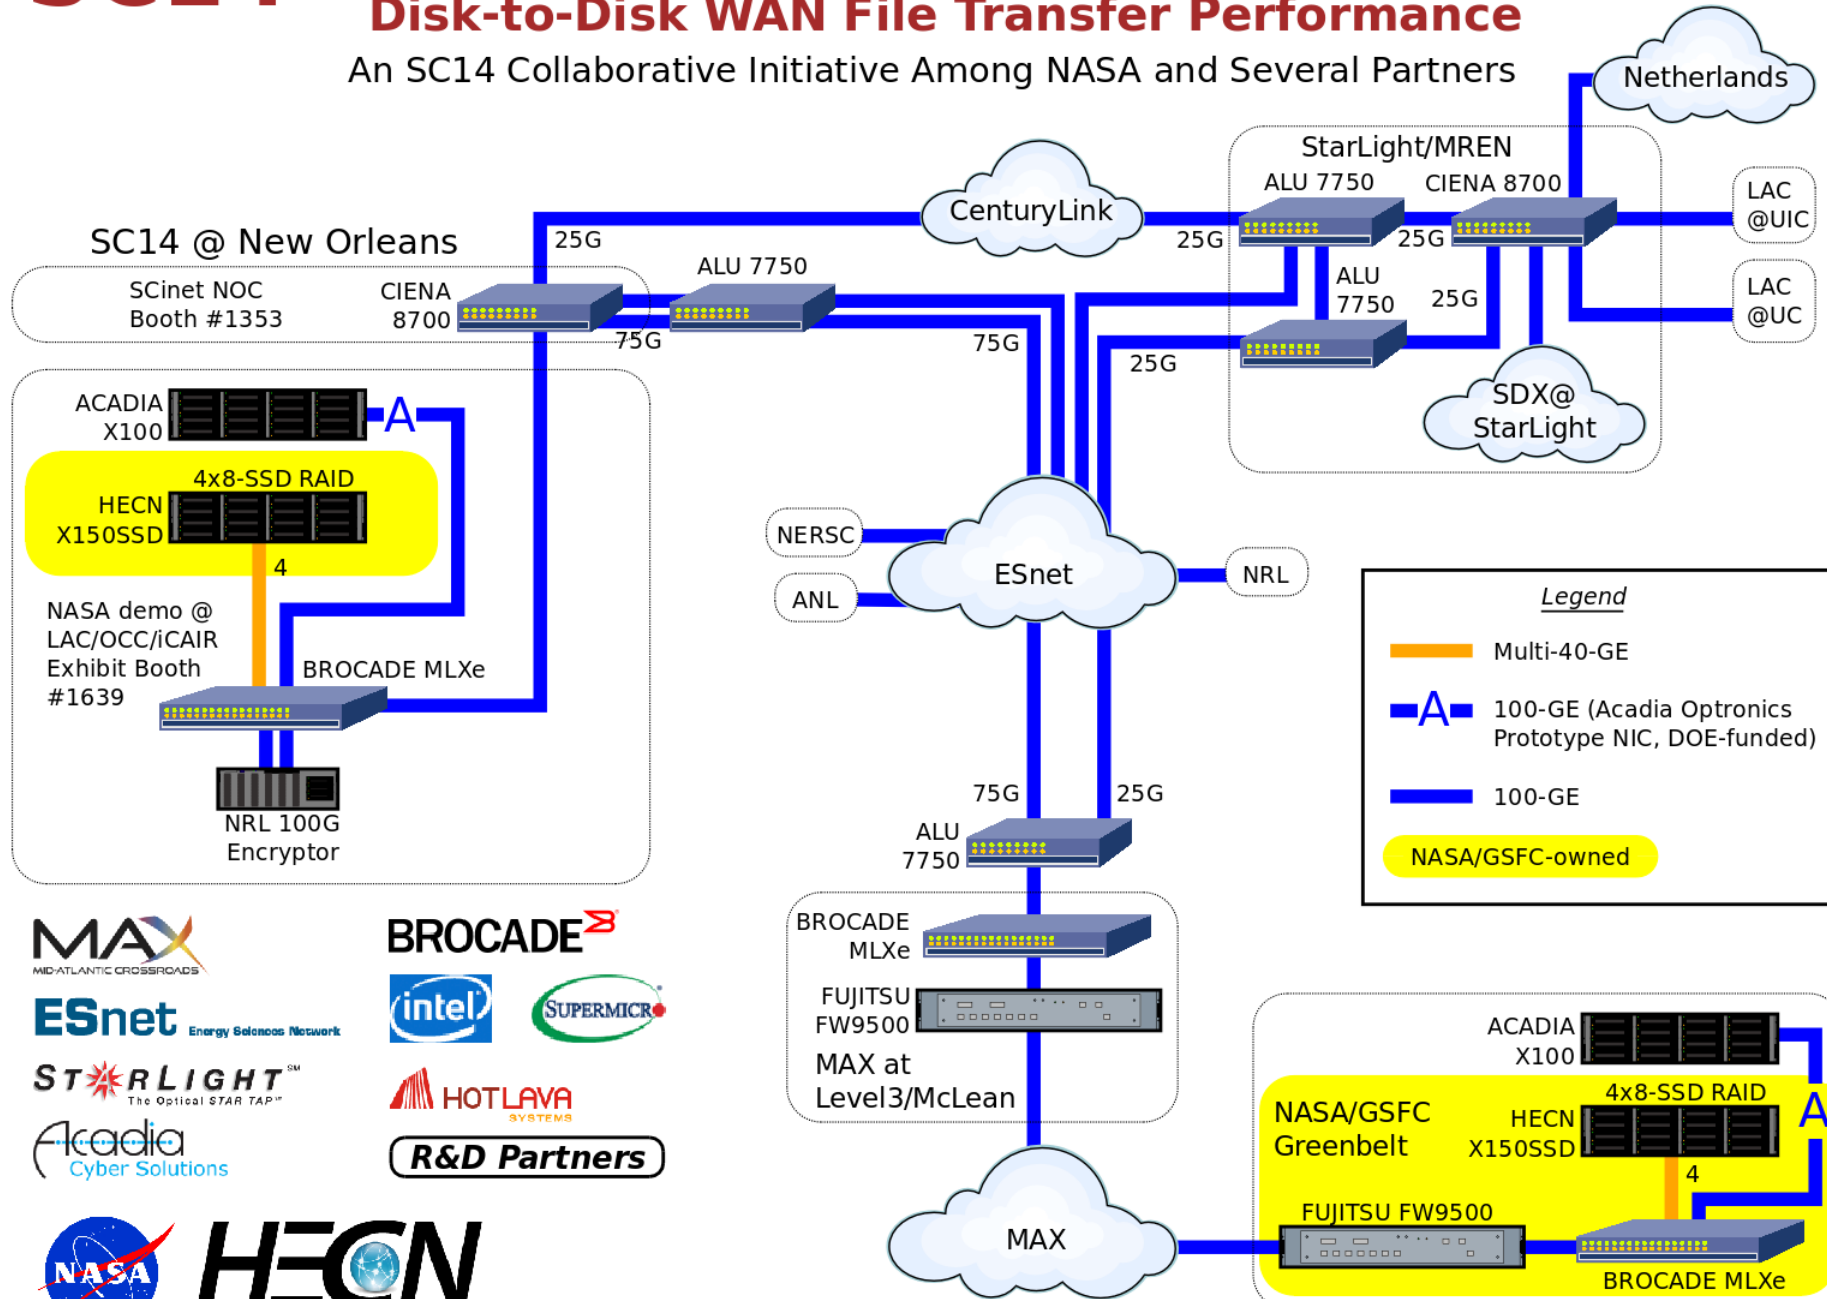 SC14
Disk-to-Disk WAN File Transfer Performance
An SC14 Collaborative Initiative Among NASA and Several Partners
Netherlands
StarLight/MREN
ALU 7750
CIENA 8700
LAC
@UIC
CenturyLink
25G
25G
25G
SC14 @ New Orleans
SCinet NOC
Booth #1353
CIENA
8700
ALU 7750
75G
75G
ALU
7750
25G
25G
LAC
@UC
SDX@
StarLight
ACADIA
X100
A
4x8-SSD RAID
HECN
X150SSD
4
NASA demo @
LAC/OCC/iCAIR
Exhibit Booth
#1639
BROCADE MLXe
NRL 100G
Encryptor
NERSC
ANL
ESnet
NRL
Legend
Multi-40-GE
A
100-GE (Acadia Optronics
Prototype NIC, DOE-funded)
100-GE
NASA/GSFC-owned
75G
25G
ALU
7750
BROCADE
MLXe
FUJITSU
FW9500
MAX at
Level3/McLean
MAX
ACADIA
X100
A
4x8-SSD RAID
HECN
X150SSD
4
NASA/GSFC
Greenbelt
FUJITSU FW9500
BROCADE MLXe
MAX
MID-ATLANTIC CROSSROADS
BROCADE
ESnet Energy Sciences Network
intel
SUPERMICRO
STARLIGHT SM
The Optical STAR TAP™
HOTLAVA
SYSTEMS
Acadia
Cyber Solutions
R&D Partners
NASA
HECN